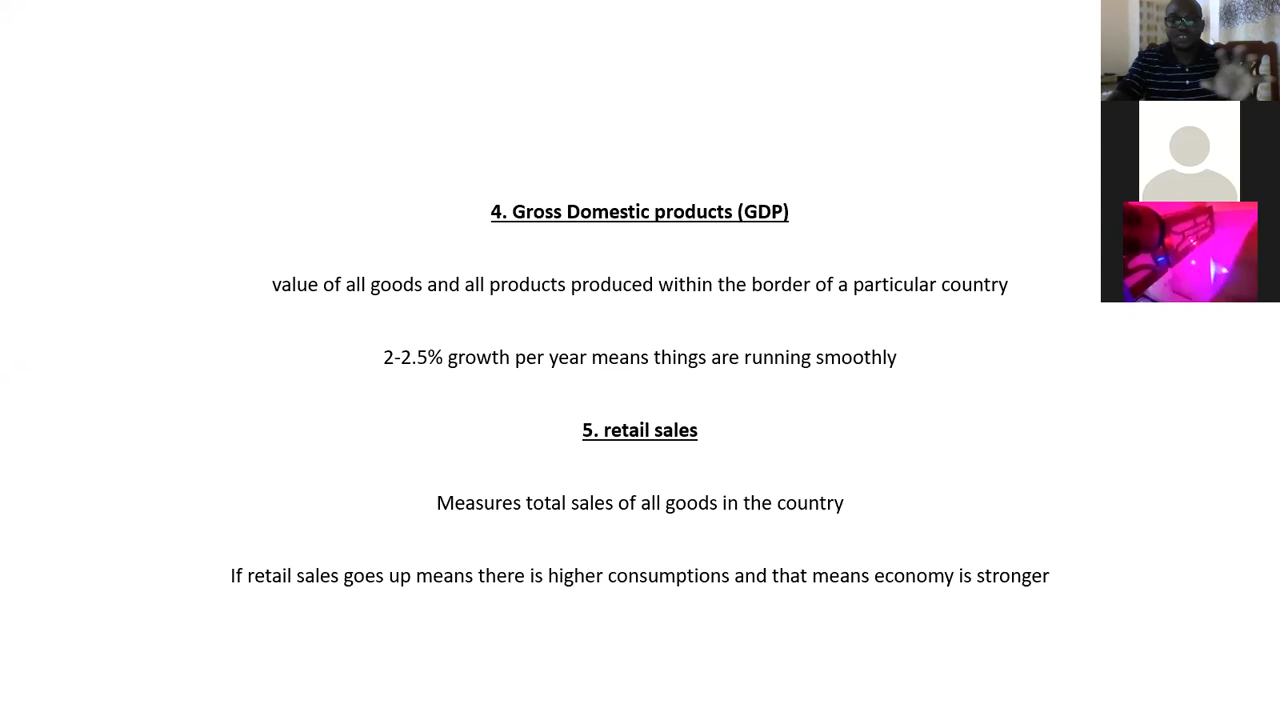 4. Gross Domestic products (GDP)
value of all goods and all products produced within the border of a particular country
2-2.5% growth per year means things are running smoothly
5. retail sales
Measures total sales of all goods in the country
If retail sales goes up means there is higher consumptions and that means economy is stronger